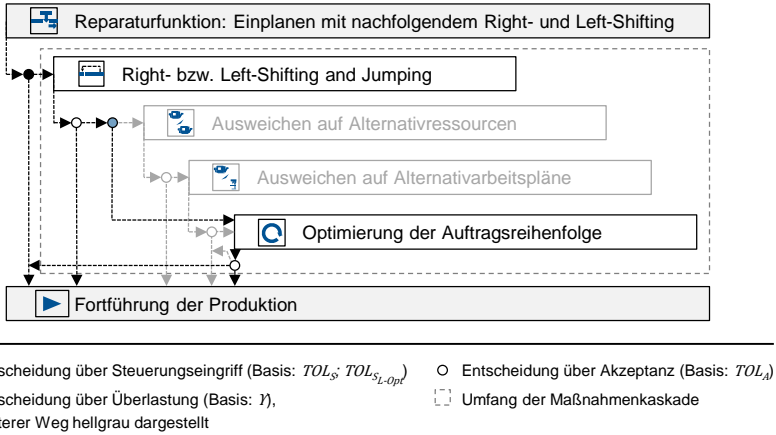 Reparaturfunktion: Einplanen mit nachfolgendem Right- und Left-Shifting
Right- bzw. Left-Shifting and Jumping
Ausweichen auf Alternativressourcen
Ausweichen auf Alternativarbeitspläne
Optimierung der Auftragsreihenfolge
Fortführung der Produktion
scheidung über Steuerungseingriff (Basis: TOL_S; TOL_{S_{L-Opt}})
Entscheidung über Akzeptanz (Basis: TOL_A)
scheidung über Überlastung (Basis: ϒ),
Umfang der Maßnahmenkaskade
terer Weg hellgrau dargestellt